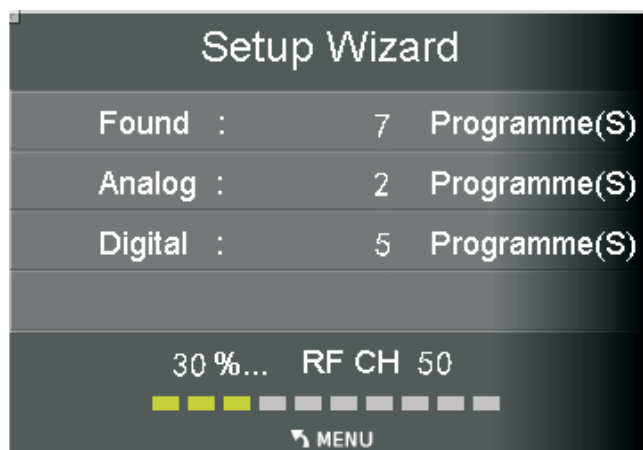 Setup Wizard
Found : 7 Programme(S)
Analog : 2 Programme(S)
Digital : 5 Programme(S)
30 %... RF CH 50
MENU